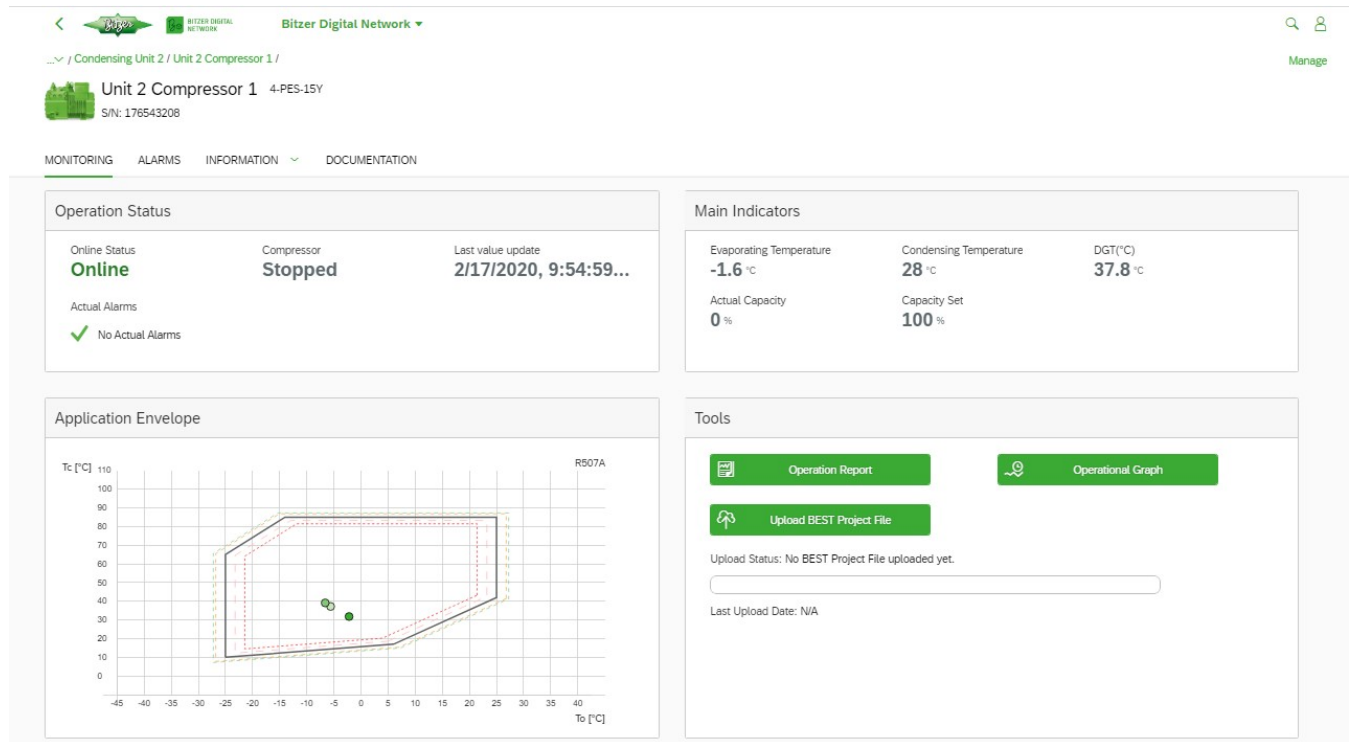 Bitzer BITZER DIGITAL NETWORK Bitzer Digital Network
... / Condensing Unit 2 / Unit 2 Compressor 1 /
Manage
Unit 2 Compressor 1 4-PES-15Y
S/N: 176543208
MONITORING ALARMS INFORMATION DOCUMENTATION
Operation Status
Online Status Compressor Last value update
Online Stopped 2/17/2020, 9:54:59...
Actual Alarms
No Actual Alarms
Main Indicators
Evaporating Temperature Condensing Temperature DGT(°C)
-1.6 °C 28 °C 37.8 °C
Actual Capacity Capacity Set
0 % 100 %
Application Envelope
Tc [°C] 110 R507A
100
90
80
70
60
50
40
30
20
10
0
-45 -40 -35 -30 -25 -20 -15 -10 -5 0 5 10 15 20 25 30 35 40
To [°C]
Tools
Operation Report Operational Graph
Upload BEST Project File
Upload Status: No BEST Project File uploaded yet.
Last Upload Date: N/A